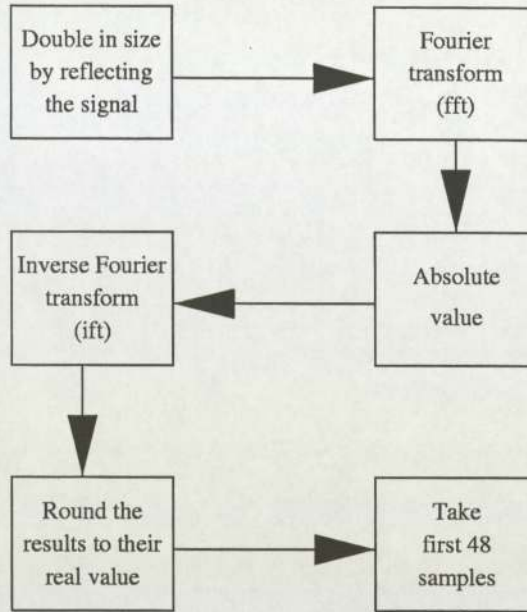 Double in size
by reflecting
the signal
Fourier
transform
(fft)
Absolute
value
Inverse Fourier
transform
(ift)
Round the
results to their
real value
Take
first 48
samples